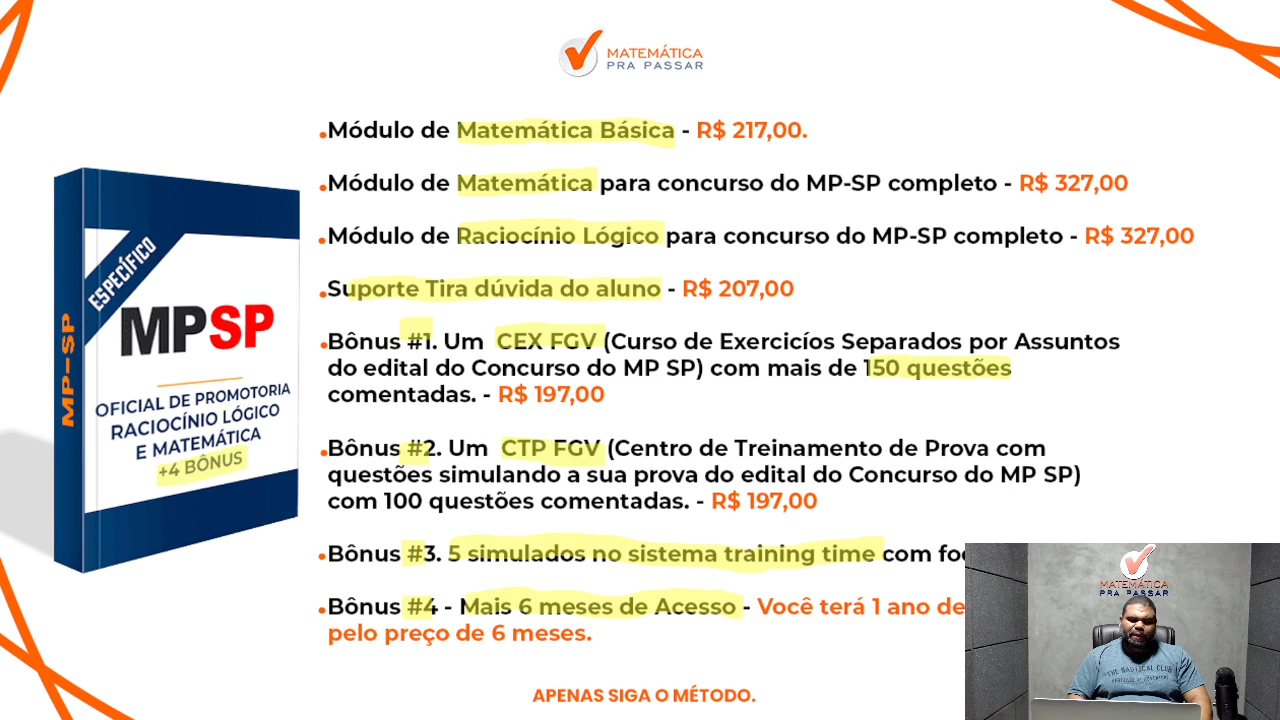 MATEMÁTICA
PRA PASSAR
Módulo de Matemática Básica - R$ 217,00.
Módulo de Matemática para concurso do MP-SP completo - R$ 327,00
Módulo de Raciocínio Lógico para concurso do MP-SP completo - R$ 327,00
Suporte Tira dúvida do aluno - R$ 207,00
Bônus #1. Um CEX FGV (Curso de Exercicíos Separados por Assuntos
do edital do Concurso do MP SP) com mais de 150 questões
comentadas. - R$ 197,00
Bônus #2. Um CTP FGV (Centro de Treinamento de Prova com
questões simulando a sua prova do edital do Concurso do MP SP)
com 100 questões comentadas. - R$ 197,00
Bônus #3. 5 simulados no sistema training time com
Bônus #4 - Mais 6 meses de Acesso - Você terá 1 ano de
pelo preço de 6 meses.
APENAS SIGA O MÉTODO.
ESPECÍFICO
MP-SP
MPSP
OFICIAL DE PROMOTORIA
RACIOCÍNIO LÓGICO
E MATEMÁTICA
+4 BÔNUS
MATEMÁTICA
PRA PASSAR
THE NAUTICAL CLUB